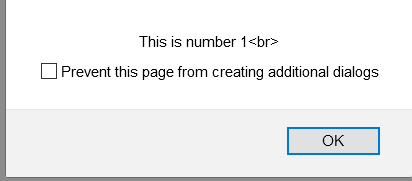 This is number 1<br>
Prevent this page from creating additional dialogs
OK